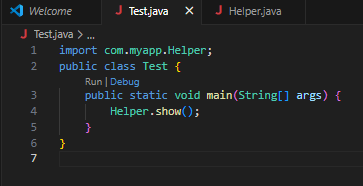 Welcome J Test.java × J Helper.java
J Test.java > ...
1 import com.myapp.Helper;
2 public class Test {
Run | Debug
3 public static void main(String[] args) {
4 Helper.show();
5 }
6 }
7